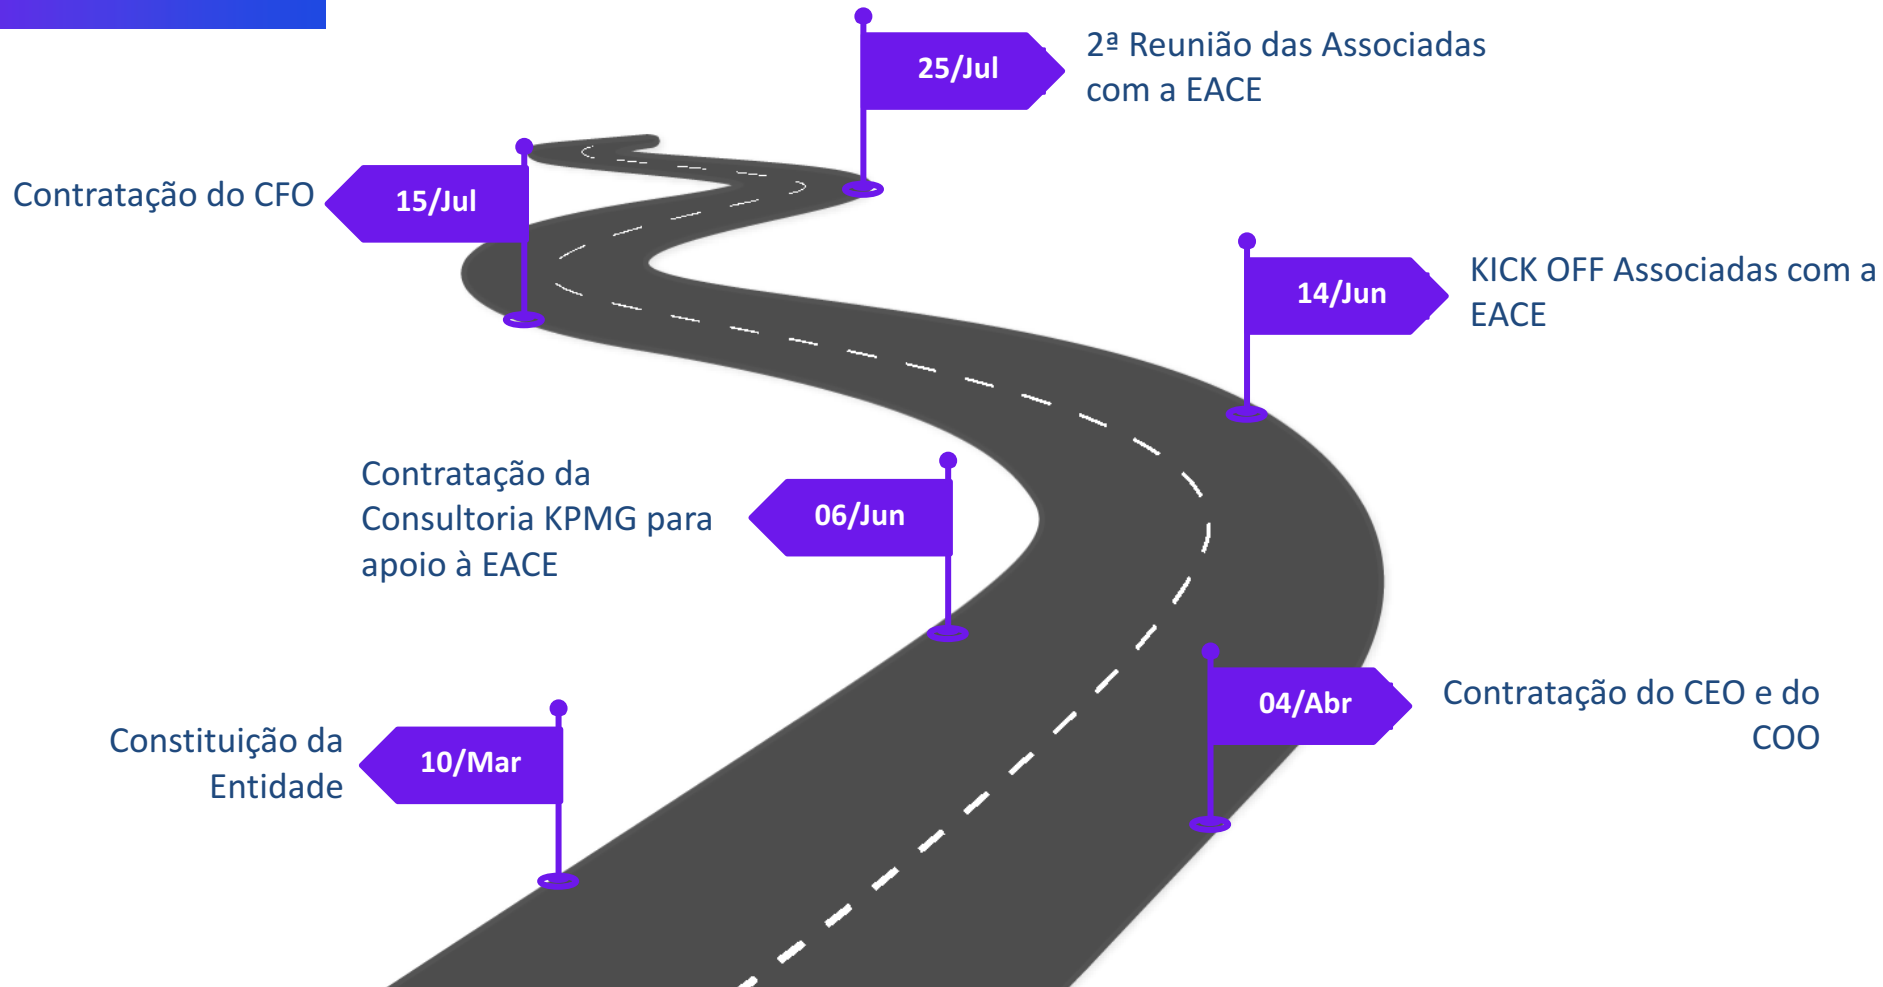 25/Jul
2ª Reunião das Associadas
com a EACE
Contratação do CFO
15/Jul
14/Jun
KICK OFF Associadas com a
EACE
Contratação da
Consultoria KPMG para
apoio à EACE
06/Jun
04/Abr
Contratação do CEO e do
COO
Constituição da
Entidade
10/Mar